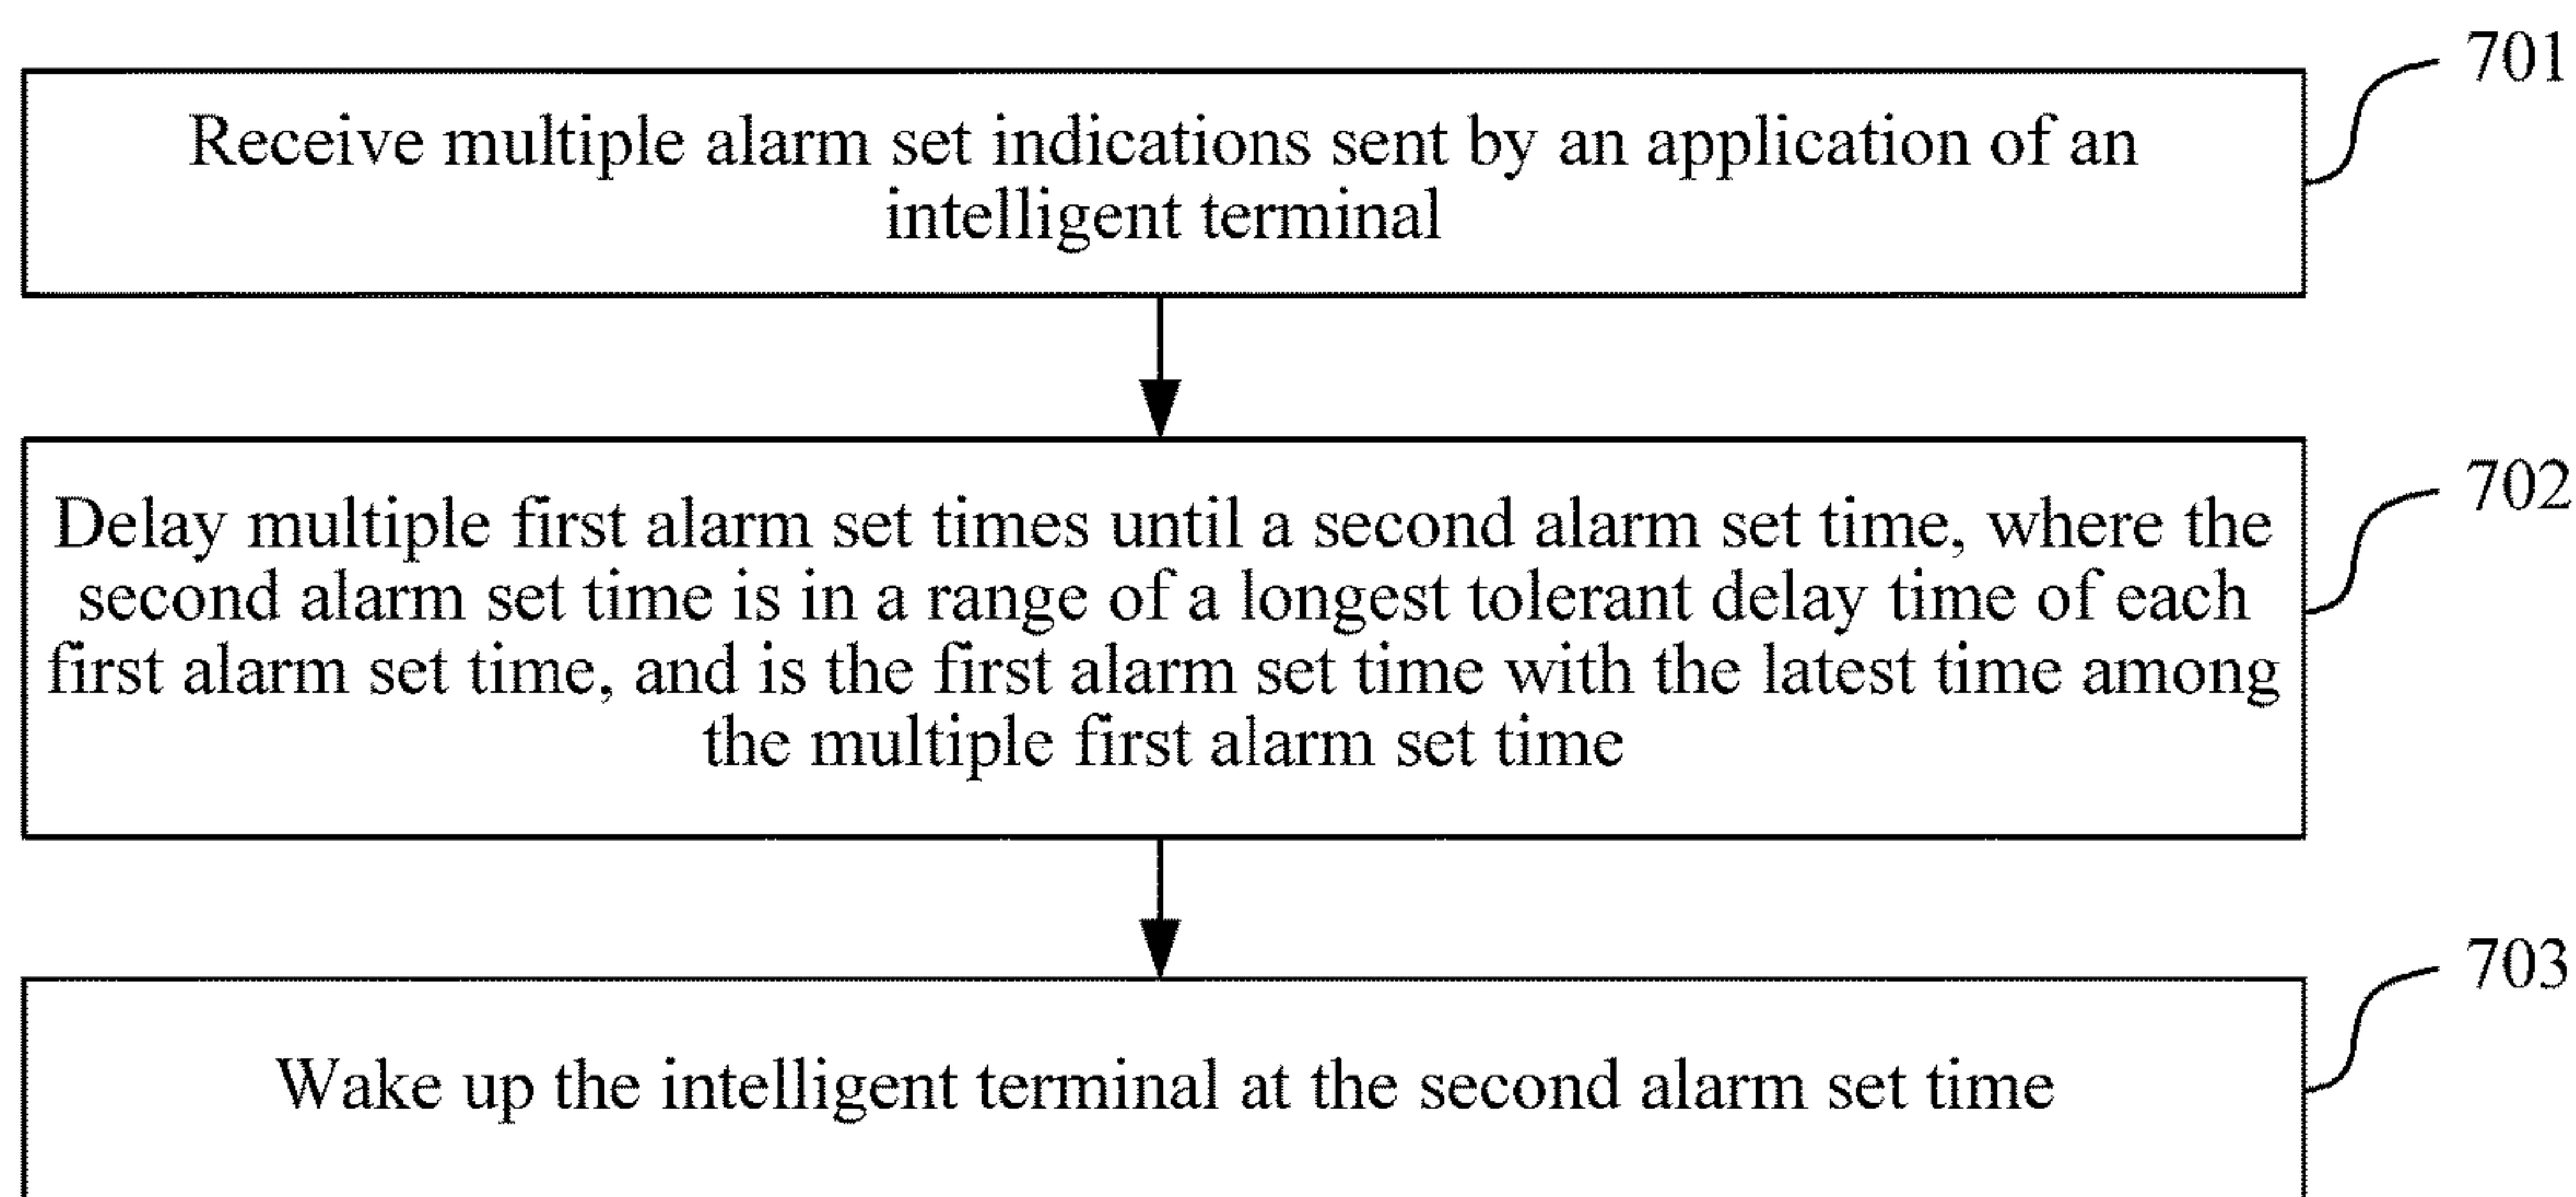 701
Receive multiple alarm set indications sent by an application of an
intelligent terminal
702
Delay multiple first alarm set times until a second alarm set time, where the
second alarm set time is in a range of a longest tolerant delay time of each
first alarm set time, and is the first alarm set time with the latest time among
the multiple first alarm set time
703
Wake up the intelligent terminal at the second alarm set time